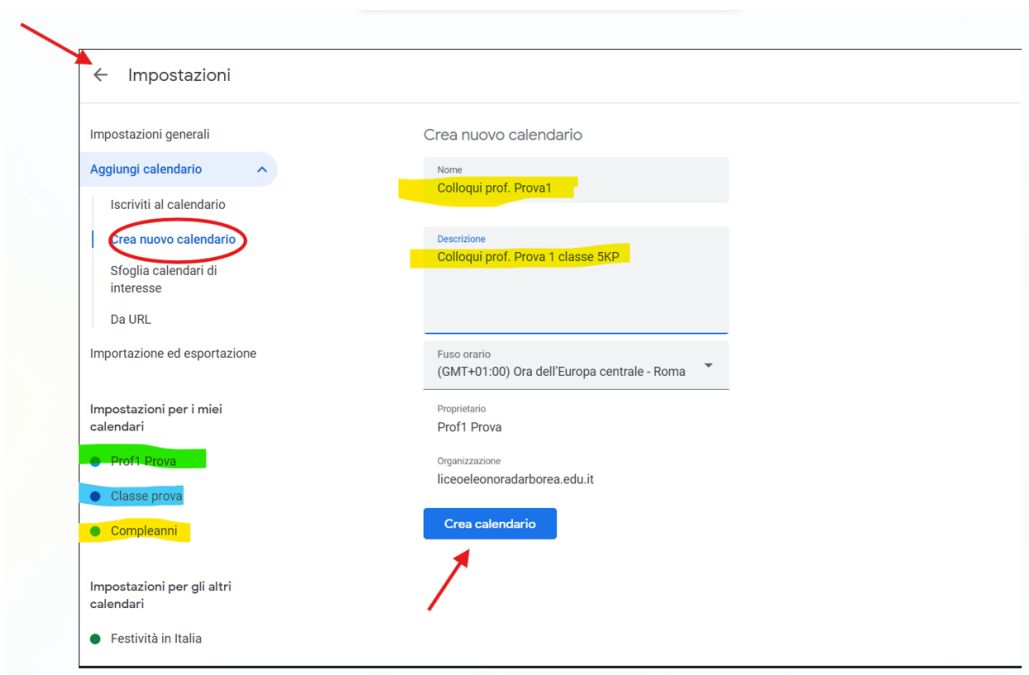 Impostazioni
Impostazioni generali
Aggiungi calendario
Iscriviti al calendario
Crea nuovo calendario
Sfoglia calendari di
interesse
Da URL
Importazione ed esportazione
Impostazioni per i miei
calendari
Prof1 Prova
Classe prova
Compleanni
Impostazioni per gli altri
calendari
Festività in Italia
Crea nuovo calendario
Nome
Colloqui prof. Prova1
Descrizione
Colloqui prof. Prova 1 classe 5KP
Fuso orario
(GMT+01:00) Ora dell'Europa centrale - Roma
Proprietario
Prof1 Prova
Organizzazione
liceoeleonoradarborea.edu.it
Crea calendario